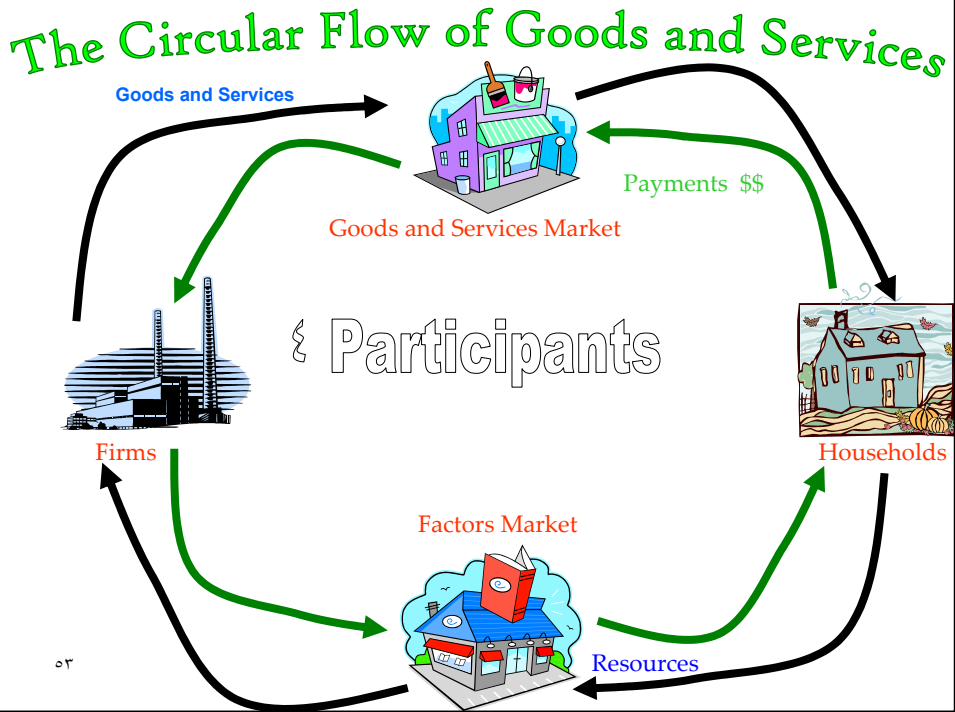 The Circular Flow of Goods and Services
Goods and Services
Payments $$
Goods and Services Market
٤ Participants
Firms
Households
Factors Market
Resources
٥٣